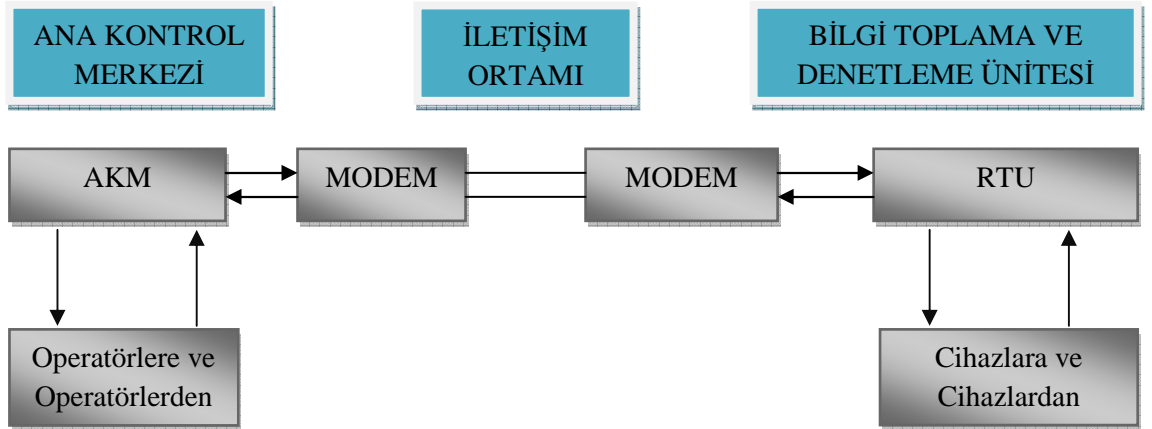 ANA KONTROL
MERKEZİ
İLETİŞİM
ORTAMI
BİLGİ TOPLAMA VE
DENETLEME ÜNİTESİ
AKM
MODEM
MODEM
RTU
Operatörlere ve
Operatörlerden
Cihazlara ve
Cihazlardan